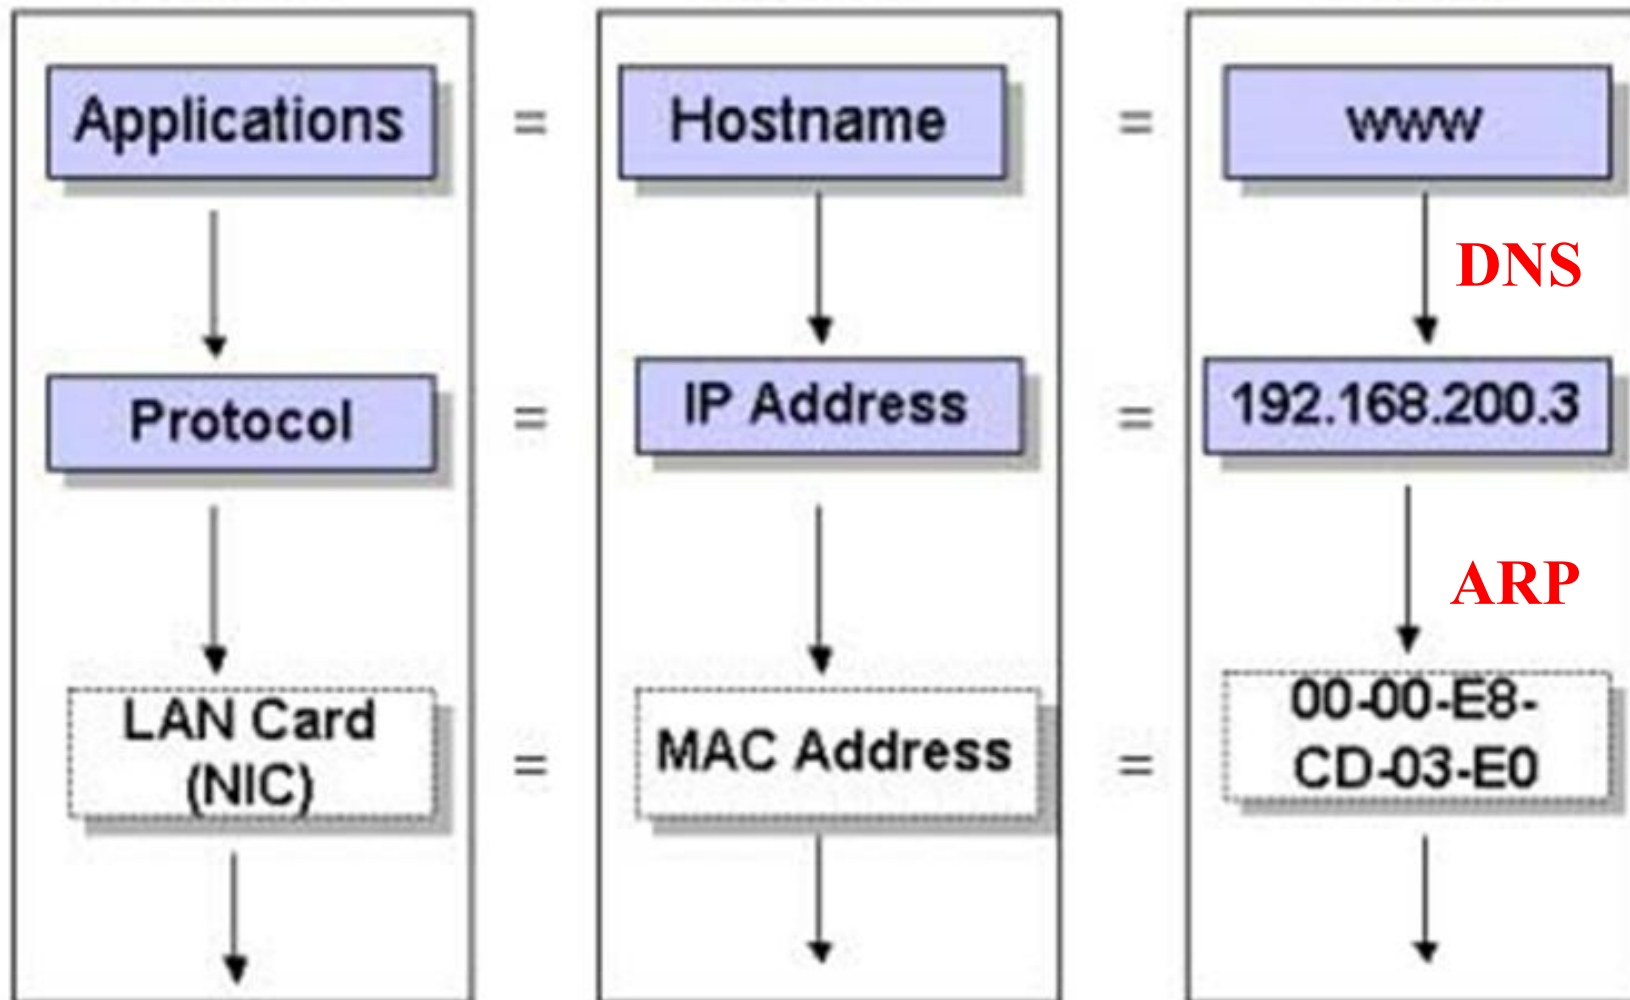 Applications = Hostname = www
DNS
Protocol = IP Address = 192.168.200.3
ARP
LAN Card
(NIC) = MAC Address = 00-00-E8-
CD-03-E0